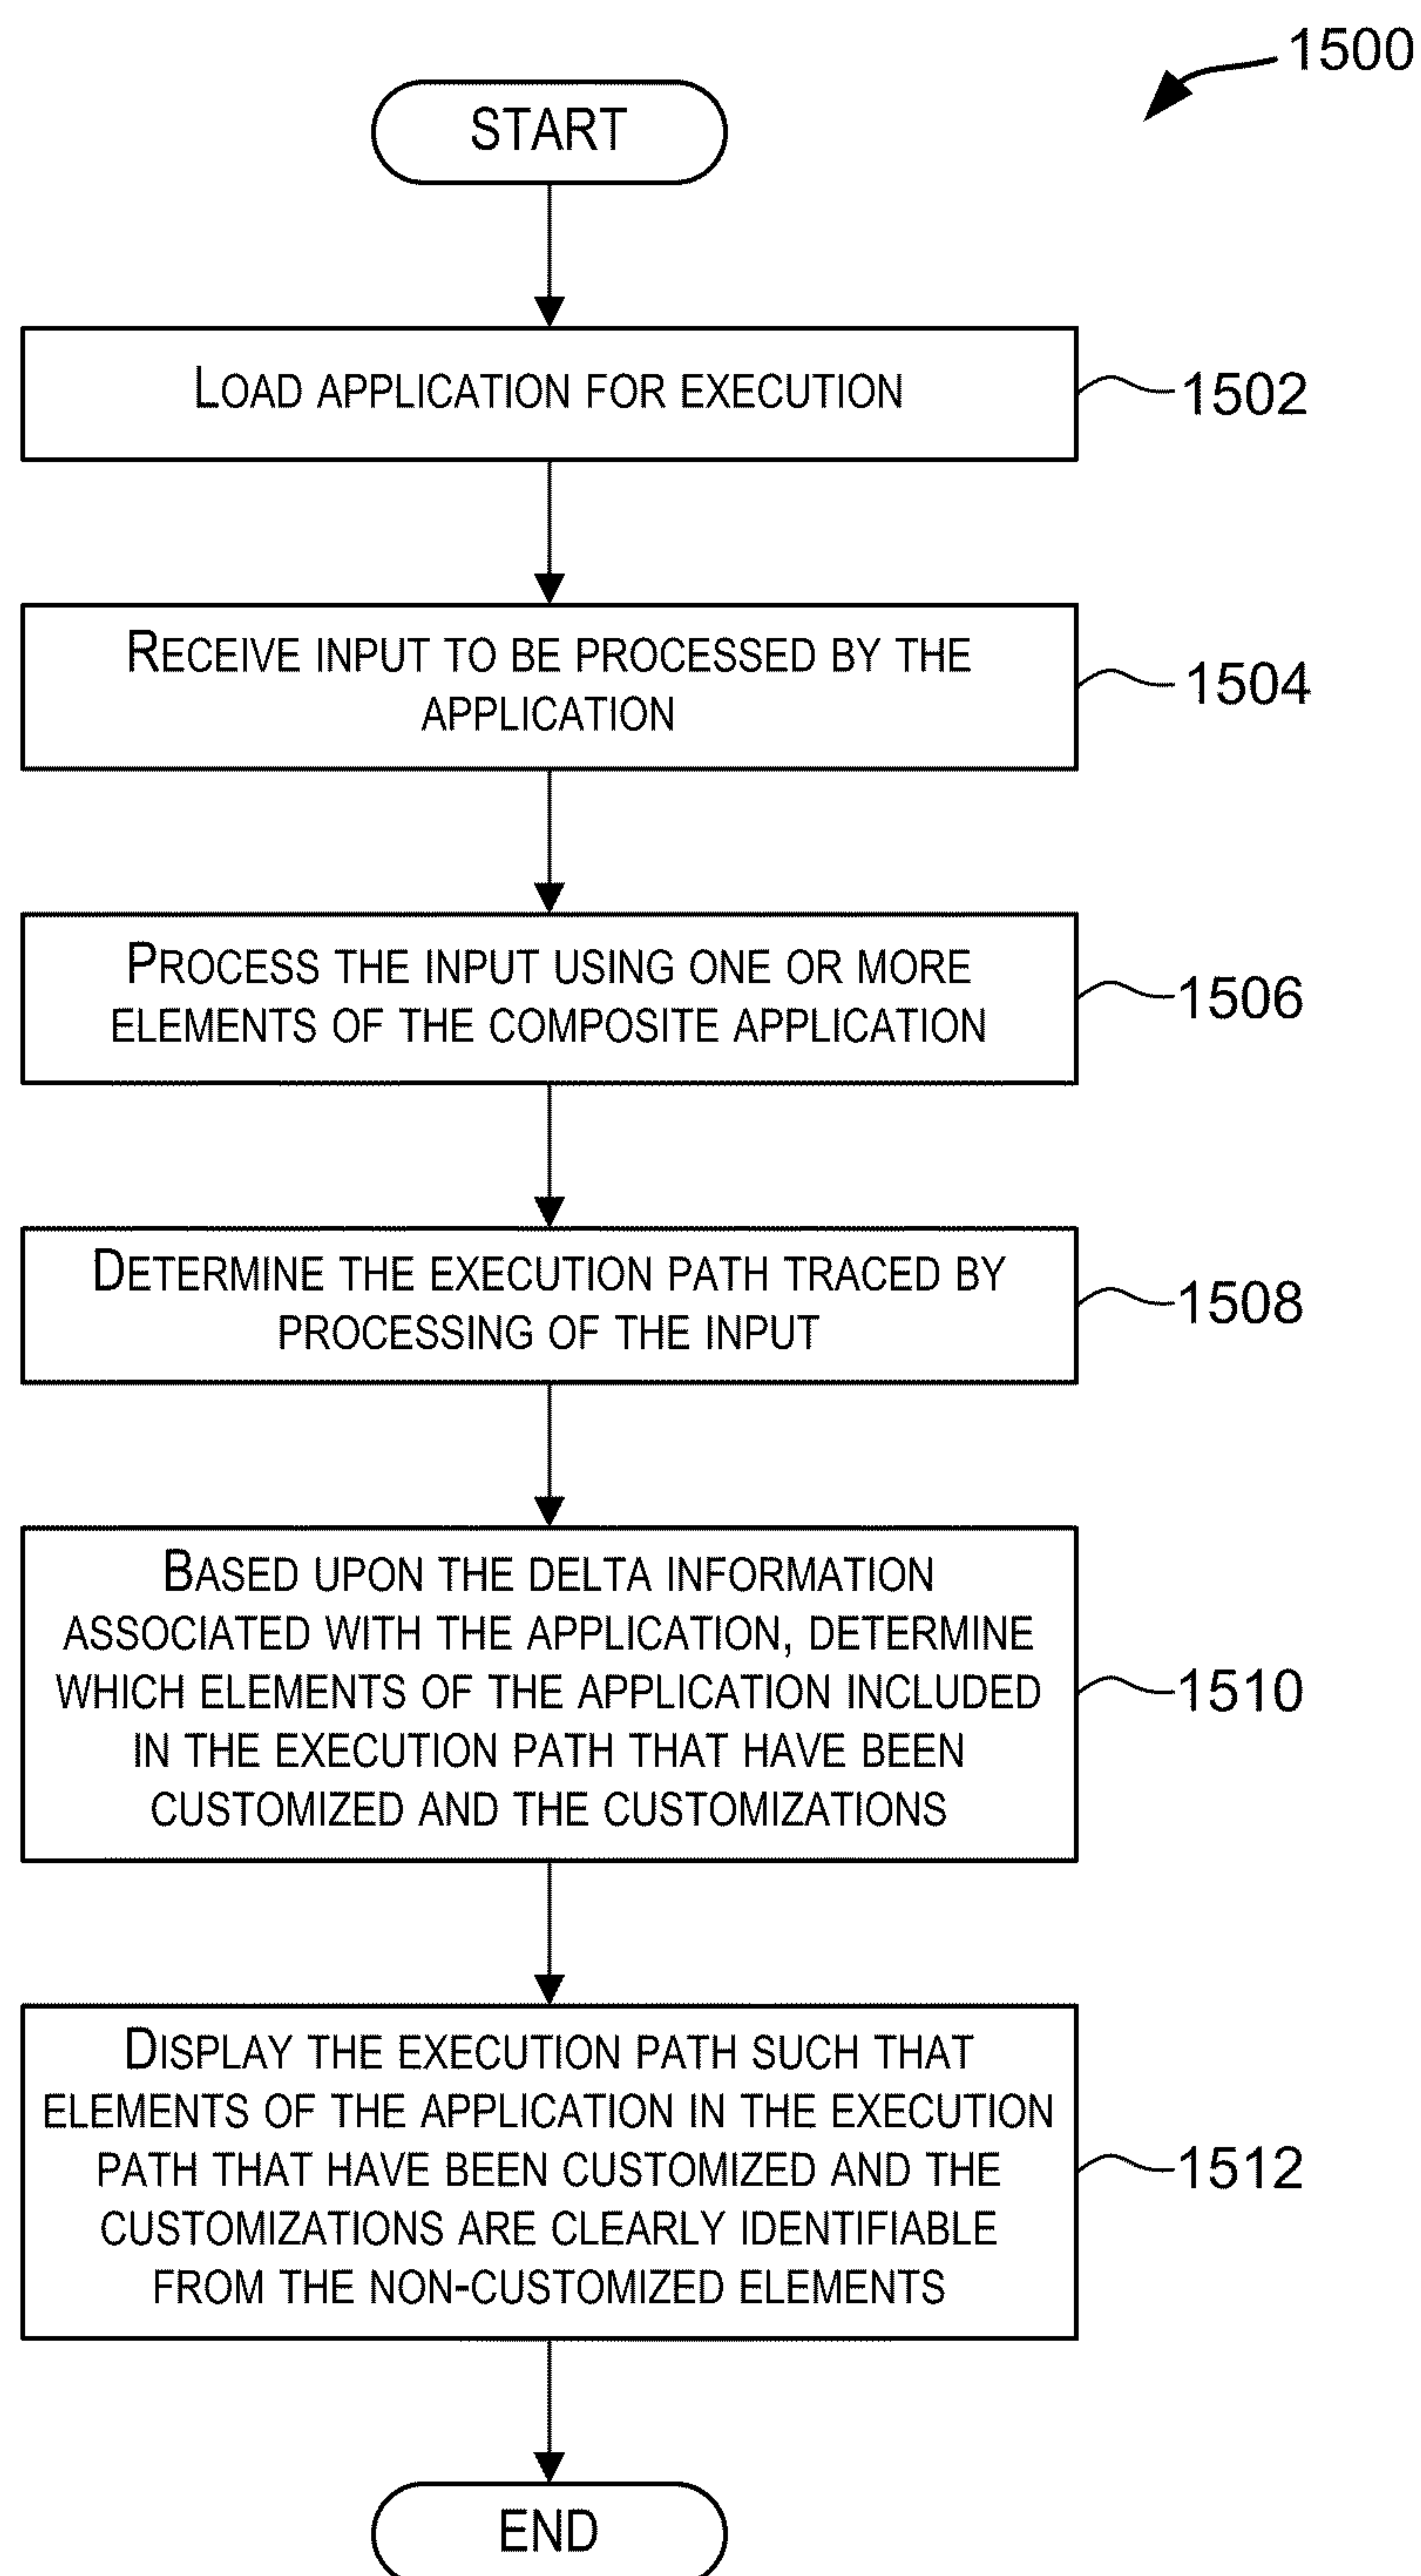 1500
START
LOAD APPLICATION FOR EXECUTION
1502
RECEIVE INPUT TO BE PROCESSED BY THE
APPLICATION
1504
PROCESS THE INPUT USING ONE OR MORE
ELEMENTS OF THE COMPOSITE APPLICATION
1506
DETERMINE THE EXECUTION PATH TRACED BY
PROCESSING OF THE INPUT
1508
BASED UPON THE DELTA INFORMATION
ASSOCIATED WITH THE APPLICATION, DETERMINE
WHICH ELEMENTS OF THE APPLICATION INCLUDED
IN THE EXECUTION PATH THAT HAVE BEEN
CUSTOMIZED AND THE CUSTOMIZATIONS
1510
DISPLAY THE EXECUTION PATH SUCH THAT
ELEMENTS OF THE APPLICATION IN THE EXECUTION
PATH THAT HAVE BEEN CUSTOMIZED AND THE
CUSTOMIZATIONS ARE CLEARLY IDENTIFIABLE
FROM THE NON-CUSTOMIZED ELEMENTS
1512
END